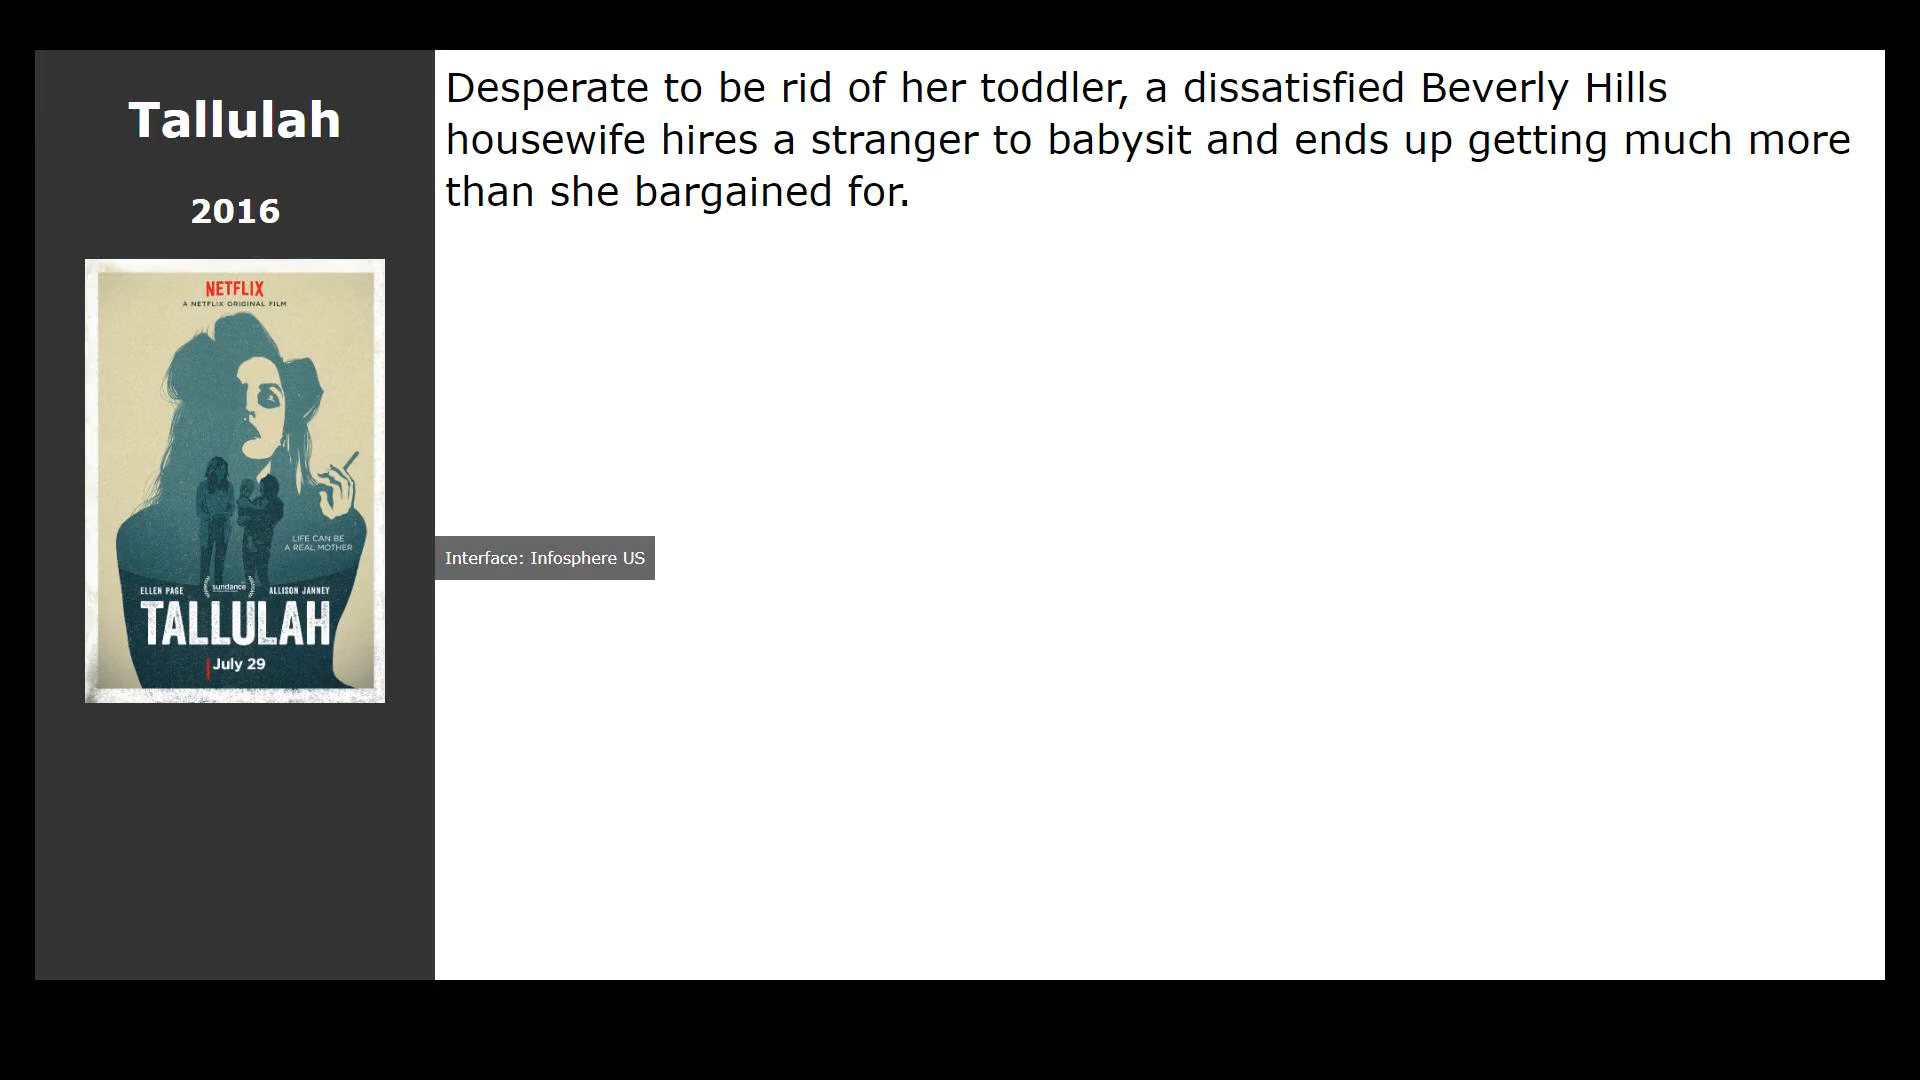 Tallulah
2016
NETFLIX
A NETFLIX ORIGINAL FILM
LIFE CAN BE
A REAL MOTHER
ELLEN PAGE
sundance
ALLISON JANNEY
TALLULAH
July 29
Desperate to be rid of her toddler, a dissatisfied Beverly Hills
housewife hires a stranger to babysit and ends up getting much more
than she bargained for.
Interface: Infosphere US